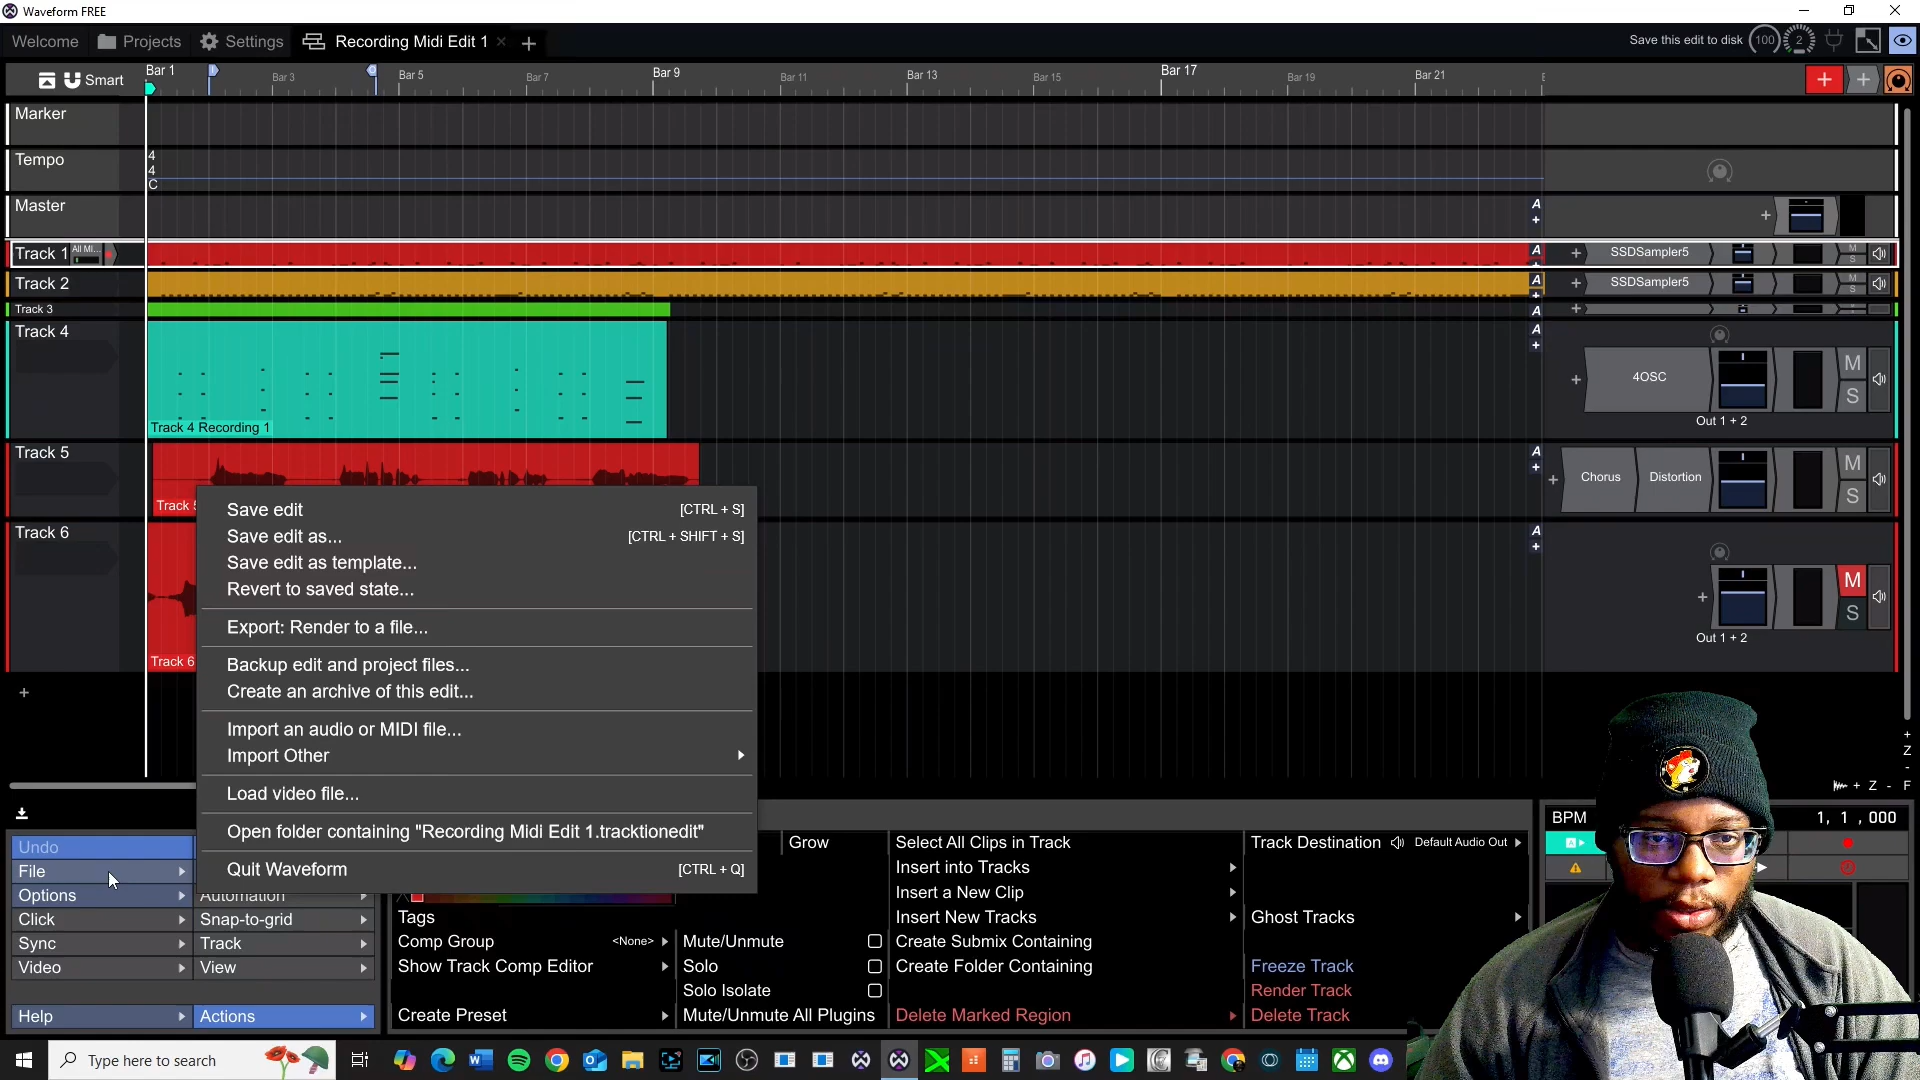 Waveform FREE
Welcome
Projects
Settings
Recording Midi Edit 1
Save this edit to disk
100
2
Smart
Bar 1
Bar 3
Bar 5
Bar 7
Bar 9
Bar 11
Bar 13
Bar 15
Bar 17
Bar 19
Bar 21
Marker
Tempo
4
4
C
Master
A
Track 1
All MI...
A
SSDSampler5
M
S
Track 2
A
SSDSampler5
M
S
Track 3
A
Track 4
A
4OSC
M
S
Out 1 + 2
Track 4 Recording 1
Track 5
A
Chorus
Distortion
M
S
Track 5
Track 6
A
M
S
Out 1 + 2
Track 6
Save edit [CTRL + S]
Save edit as... [CTRL + SHIFT + S]
Save edit as template...
Revert to saved state...
Export: Render to a file...
Backup edit and project files...
Create an archive of this edit...
Import an audio or MIDI file...
Import Other
Load video file...
Open folder containing "Recording Midi Edit 1.tracktionedit"
Quit Waveform [CTRL + Q]
+ Z - F
+
Z
-
Undo
File
Options
Click
Sync
Video
Help
Automation
Snap-to-grid
Track
View
Actions
Tags
Comp Group <None>
Show Track Comp Editor
Create Preset
Grow
Mute/Unmute
Solo
Solo Isolate
Mute/Unmute All Plugins
Select All Clips in Track
Insert into Tracks
Insert a New Clip
Insert New Tracks
Create Submix Containing
Create Folder Containing
Delete Marked Region
Track Destination Default Audio Out
Ghost Tracks
Freeze Track
Render Track
Delete Track
BPM
1, 1 , 000
A
Type here to search